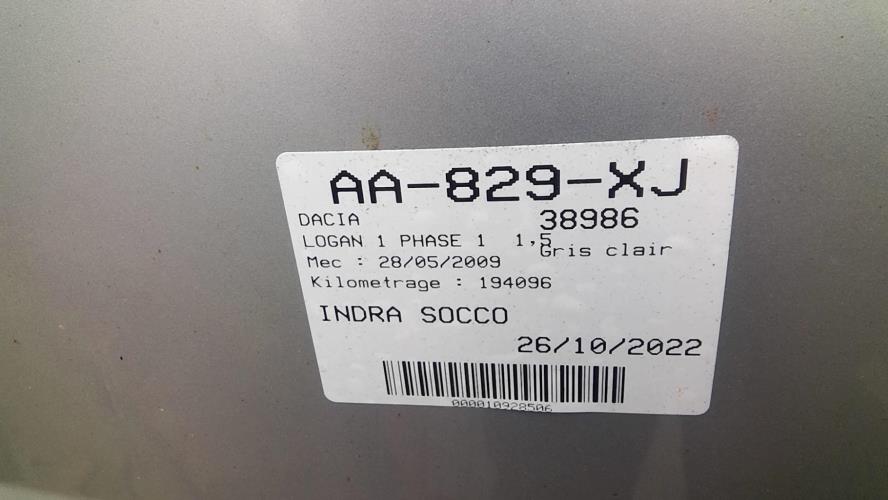 AA-829-XJ
DACIA 38986
LOGAN 1 PHASE 1 1,5
Gris clair
Mec : 28/05/2009
Kilometrage : 194096
INDRA SOCCO
26/10/2022
000010928506